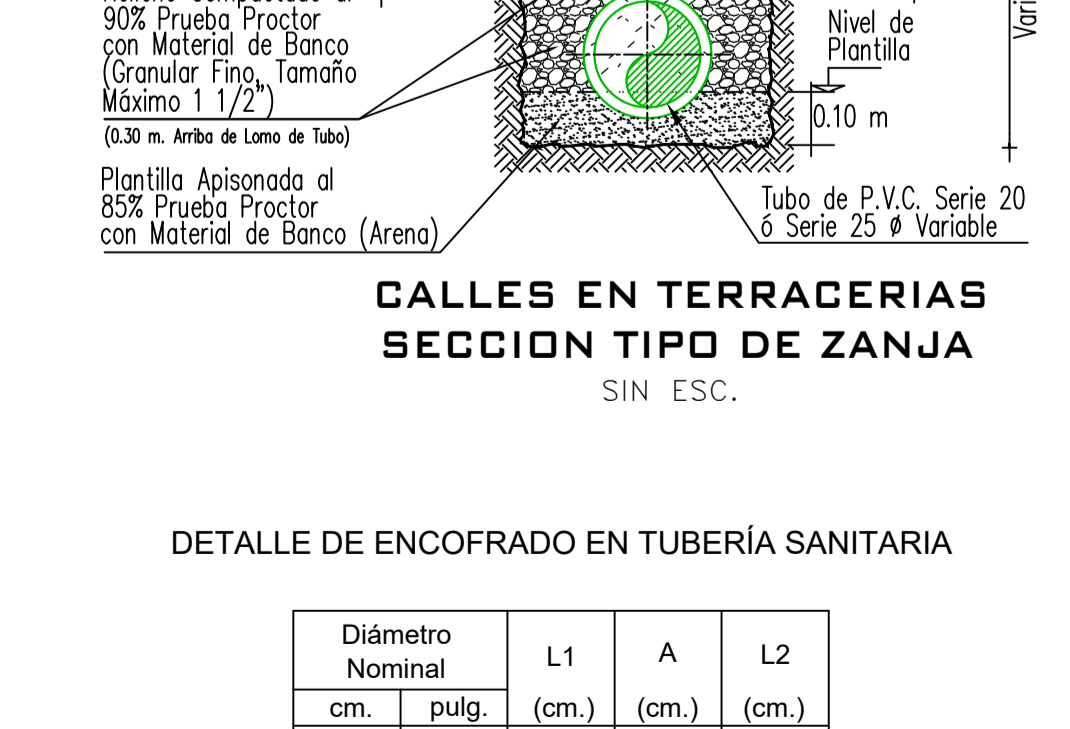 90% Prueba Proctor
con Material de Banco
(Granular Fino, Tamaño
Máximo 1 1/2")
(0.30 m. Arriba de Lomo de Tubo)
Plantilla Apisonada al
85% Prueba Proctor
con Material de Banco (Arena)
Nivel de
Plantilla
0.10 m
Tubo de P.V.C. Serie 20
ó Serie 25 ø Variable
CALLES EN TERRACERIAS
SECCION TIPO DE ZANJA
SIN ESC.
DETALLE DE ENCOFRADO EN TUBERÍA SANITARIA
Diámetro
Nominal
L1 A L2
cm. pulg. (cm.) (cm.) (cm.)